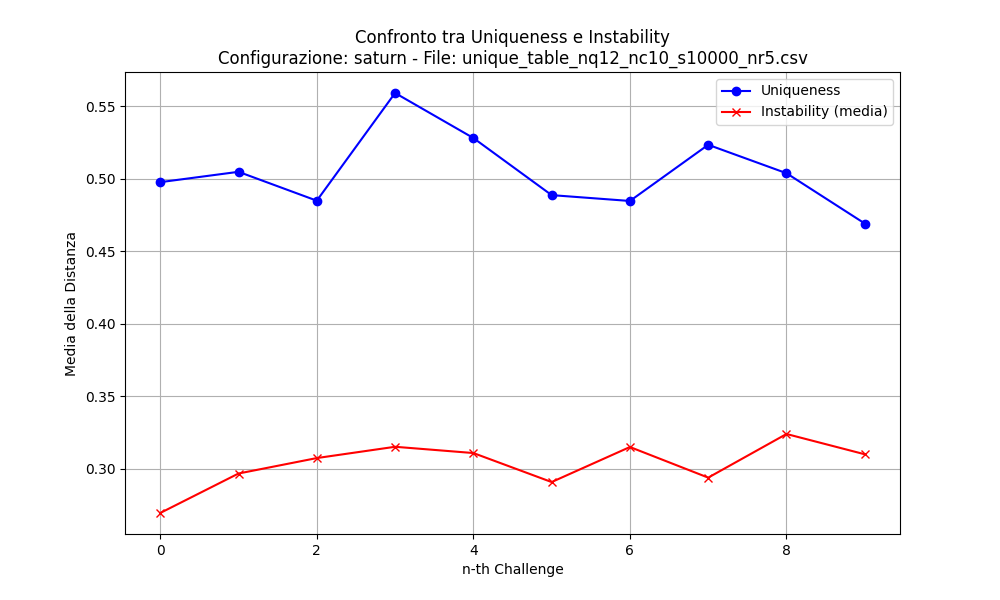 Confronto tra Uniqueness e Instability
Configurazione: saturn - File: unique_table_nq12_nc10_s10000_nr5.csv
Uniqueness
Instability (media)
Media della Distanza
0.55
0.50
0.45
0.40
0.35
0.30
0 2 4 6 8
n-th Challenge